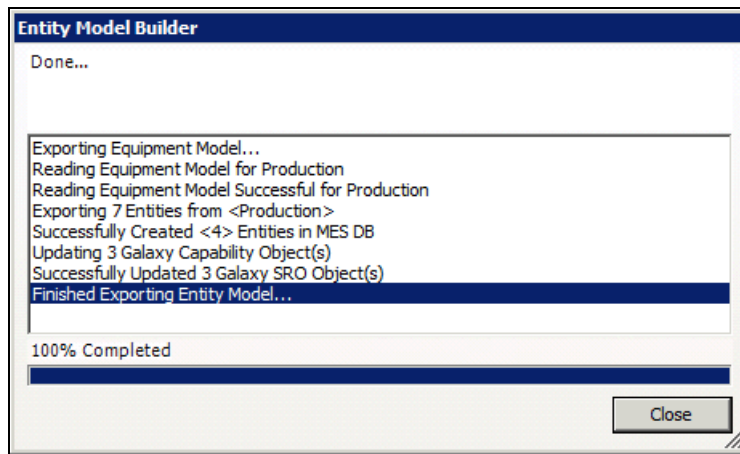 Entity Model Builder
Done...
Exporting Equipment Model...
Reading Equipment Model for Production
Reading Equipment Model Successful for Production
Exporting 7 Entities from <Production>
Successfully Created <4> Entities in MES DB
Updating 3 Galaxy Capability Object(s)
Successfully Updated 3 Galaxy SRO Object(s)
Finished Exporting Entity Model...
100% Completed
Close